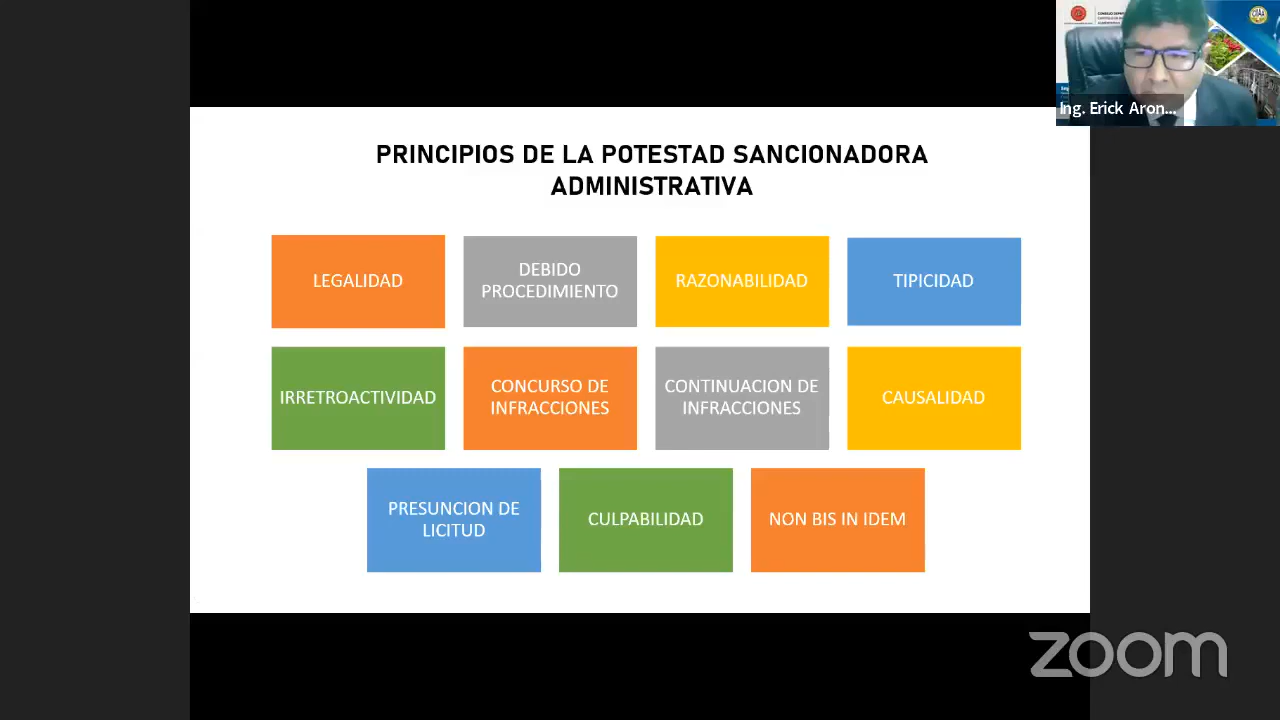 Ing. Erick Aron...
PRINCIPIOS DE LA POTESTAD SANCIONADORA
ADMINISTRATIVA
LEGALIDAD
DEBIDO
PROCEDIMIENTO
RAZONABILIDAD
TIPICIDAD
IRRETROACTIVIDAD
CONCURSO DE
INFRACCIONES
CONTINUACION DE
INFRACCIONES
CAUSALIDAD
PRESUNCION DE
LICITUD
CULPABILIDAD
NON BIS IN IDEM
zoom